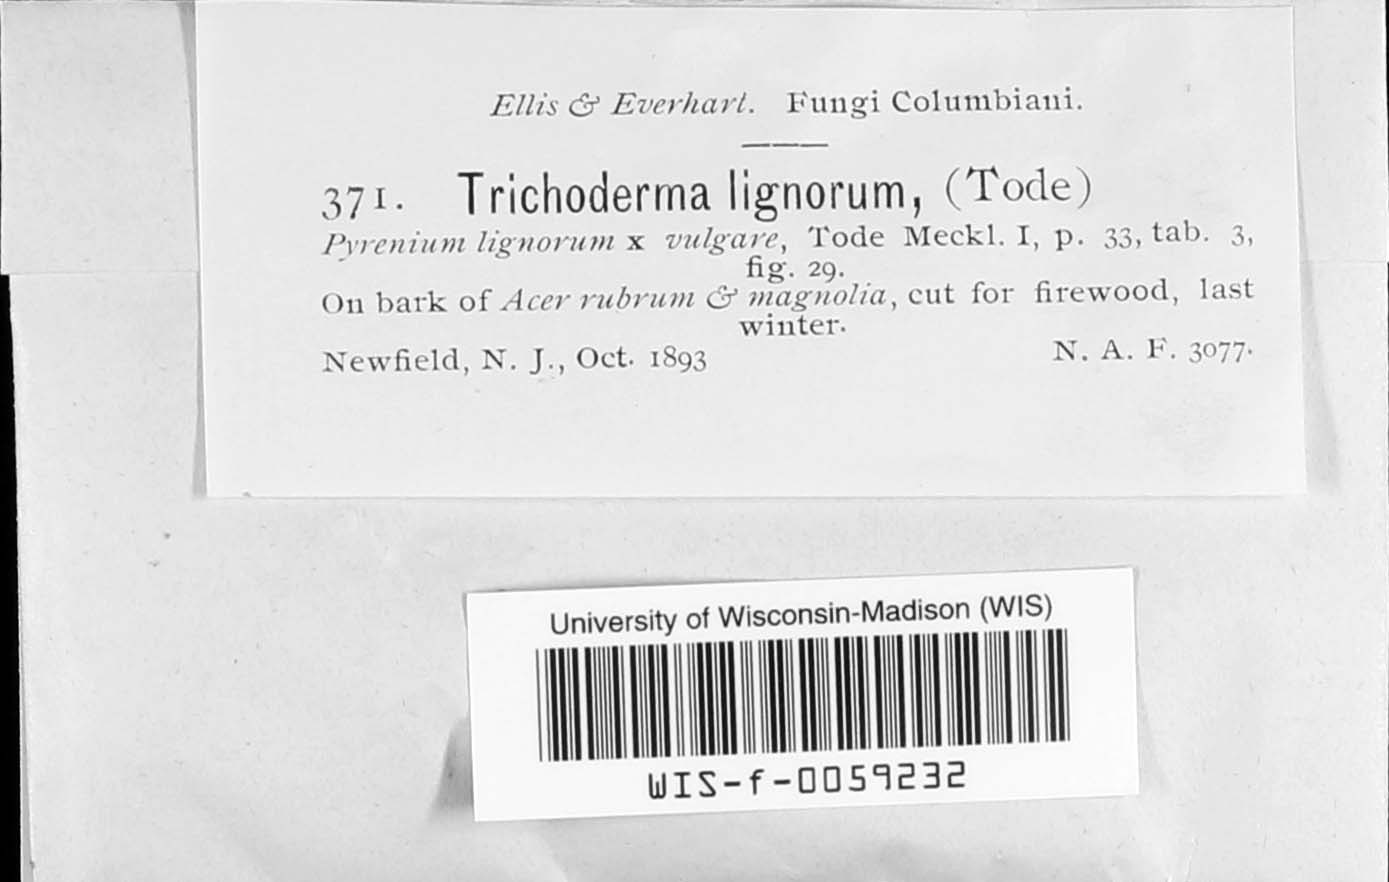 Ellis & Everhart. Fungi Columbiani.
371. Trichoderma lignorum, (Tode)
Pyrenium lignorum x vulgare, Tode Meckl. I, p. 33, tab. 3,
fig. 29.
On bark of Acer rubrum & magnolia, cut for firewood, last
winter.
Newfield, N. J., Oct. 1893 N. A. F. 3077.
University of Wisconsin-Madison (WIS)
WIS-f-0059232